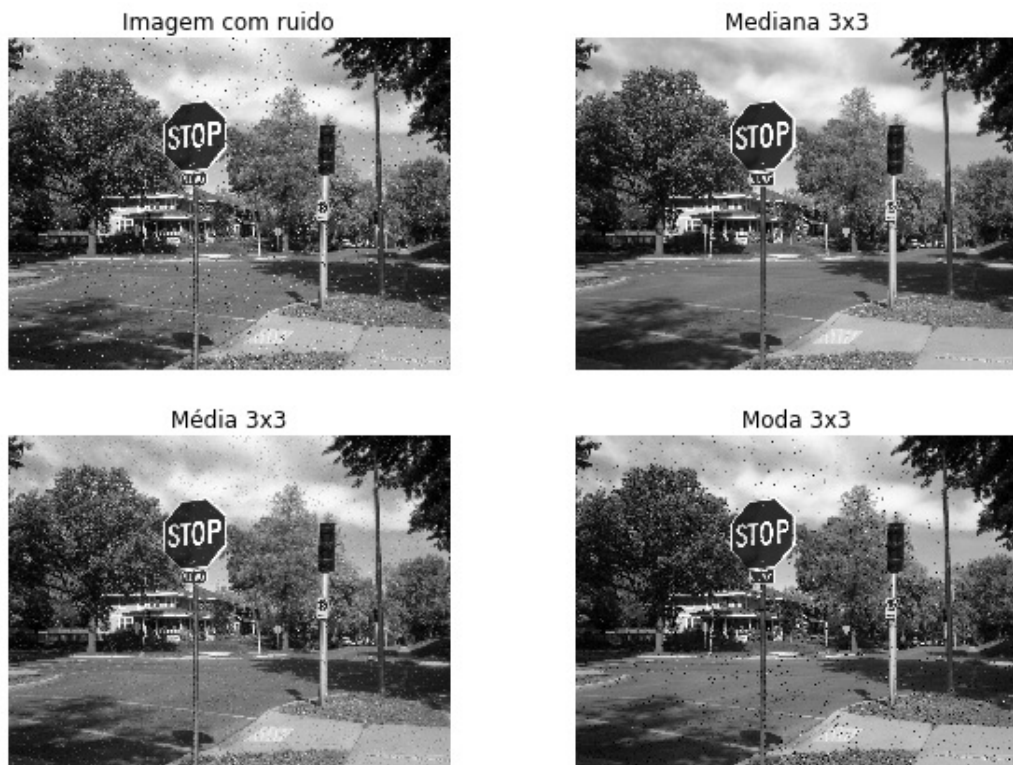 Imagem com ruido
Mediana 3x3
STOP
STOP
Média 3x3
Moda 3x3
STOP
STOP